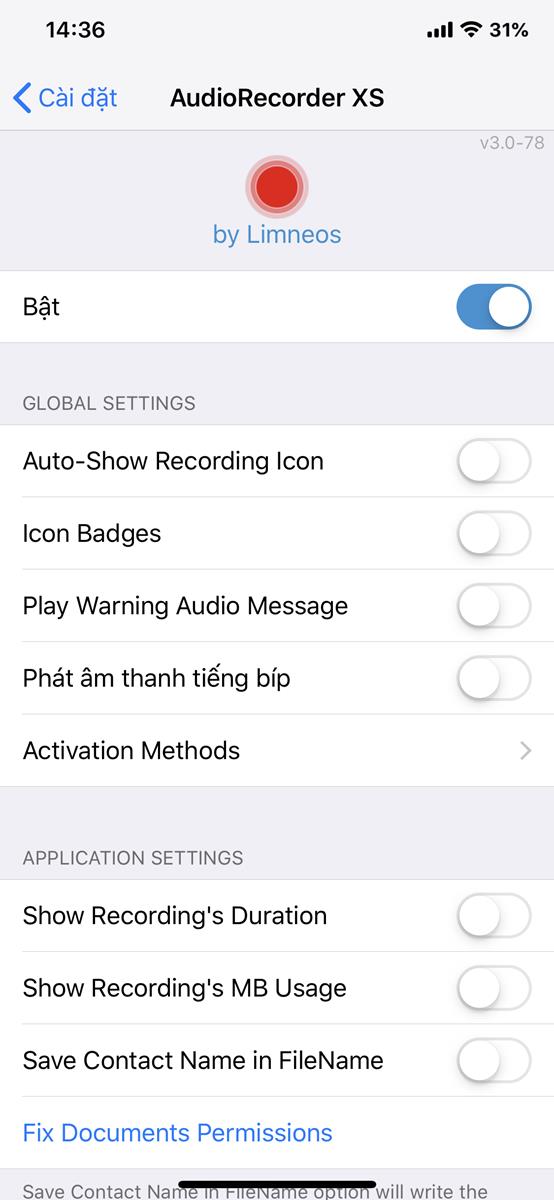 14:36
31%
Cài đặt
AudioRecorder XS
v3.0-78
by Limneos
Bật
GLOBAL SETTINGS
Auto-Show Recording Icon
Icon Badges
Play Warning Audio Message
Phát âm thanh tiếng bíp
Activation Methods
APPLICATION SETTINGS
Show Recording's Duration
Show Recording's MB Usage
Save Contact Name in FileName
Fix Documents Permissions
Save Contact Name in FileName option will write the